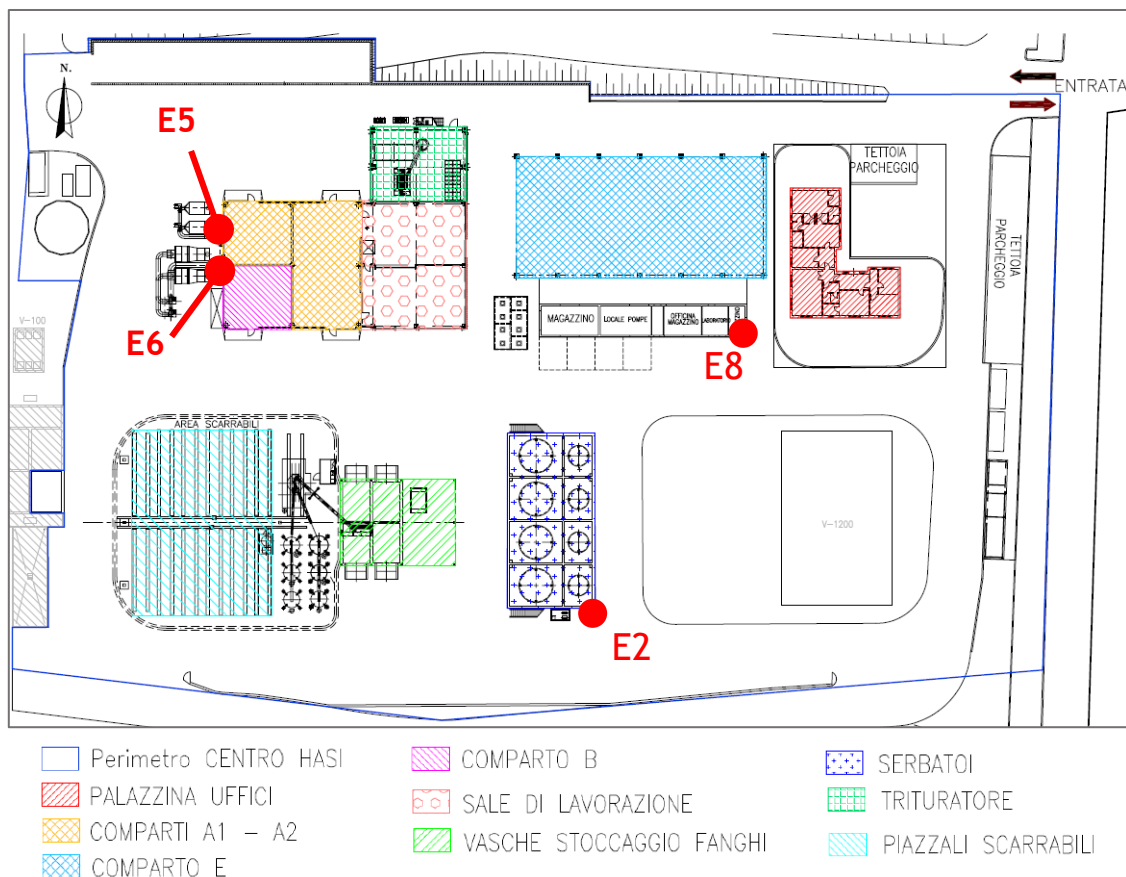 N.
ENTRATA
E5
TETTOIA
PARCHEGGIO
TETTOIA
PARCHEGGIO
V-100
E6
MAGAZZINO
LOCALE POMPE
OFFICINA
MAGAZZINO
LABORATORIO
E8
AREA SCARRABILI
V-1200
E2
Perimetro CENTRO HASI
COMPARTO B
SERBATOI
PALAZZINA UFFICI
SALE DI LAVORAZIONE
TRITURATORE
COMPARTI A1 - A2
VASCHE STOCCAGGIO FANGHI
PIAZZALI SCARRABILI
COMPARTO E